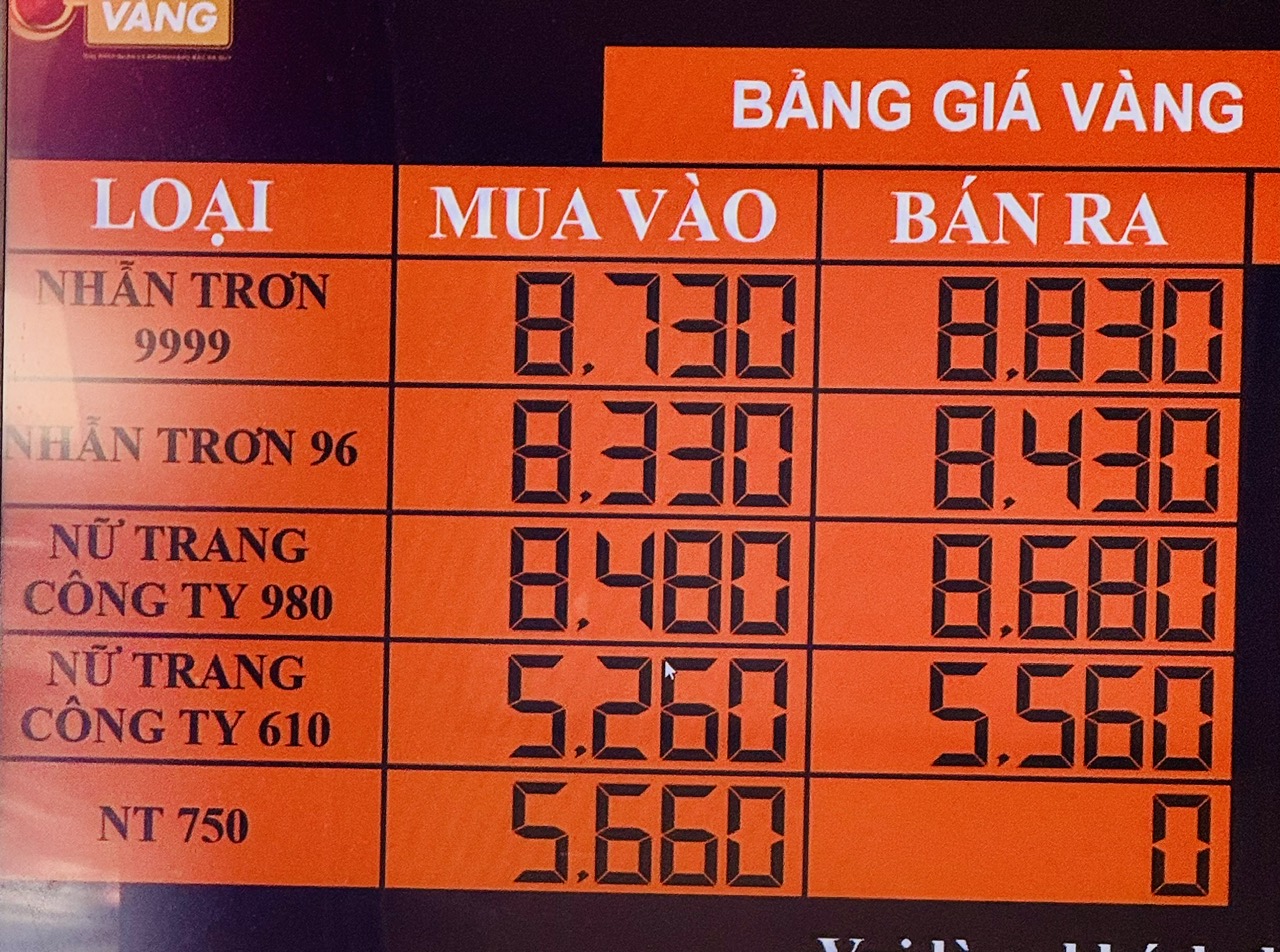 VÀNG
BẢNG GIÁ VÀNG
LOẠI MUA VÀO BÁN RA
NHẪN TRƠN
9999 8,730 8,830
NHẪN TRƠN 96 8,330 8,430
NỮ TRANG
CÔNG TY 980 8,480 8,680
NỮ TRANG
CÔNG TY 610 5,260 5,560
NT 750 5,660 0